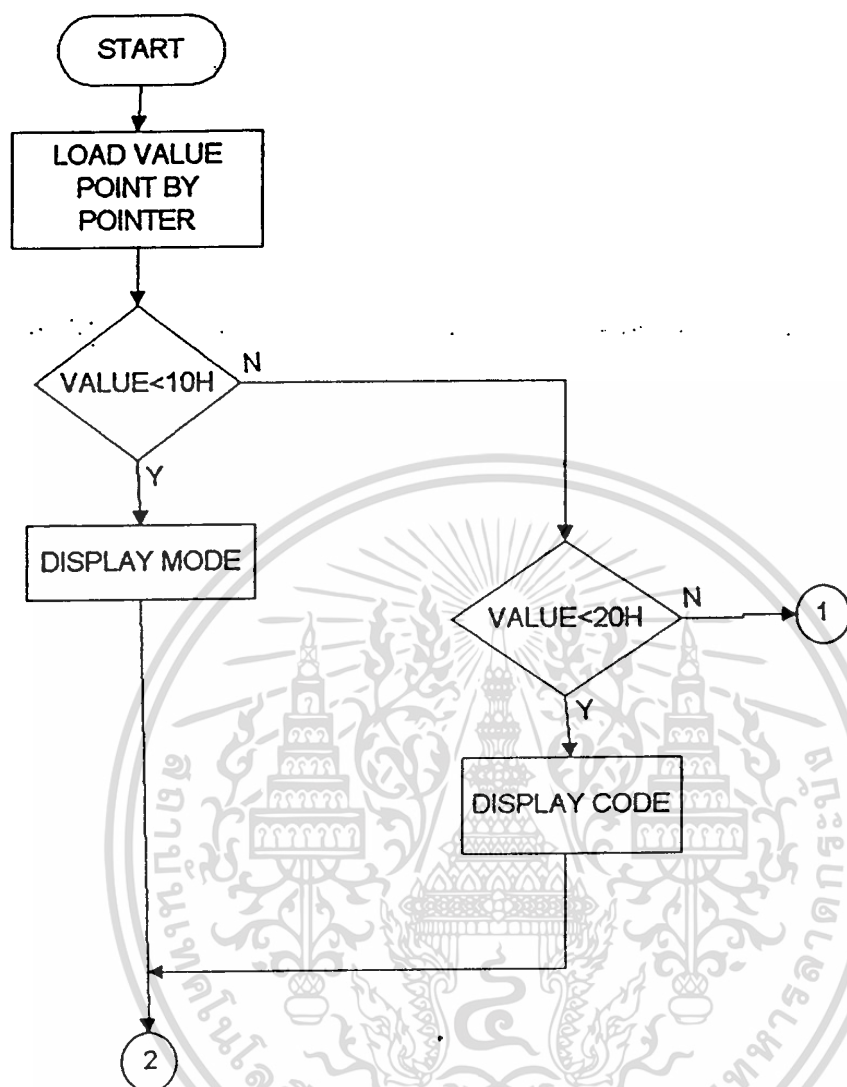 START
LOAD VALUE
POINT BY
POINTER
VALUE<10H
N
Y
DISPLAY MODE
VALUE<20H
N
1
Y
DISPLAY CODE
2